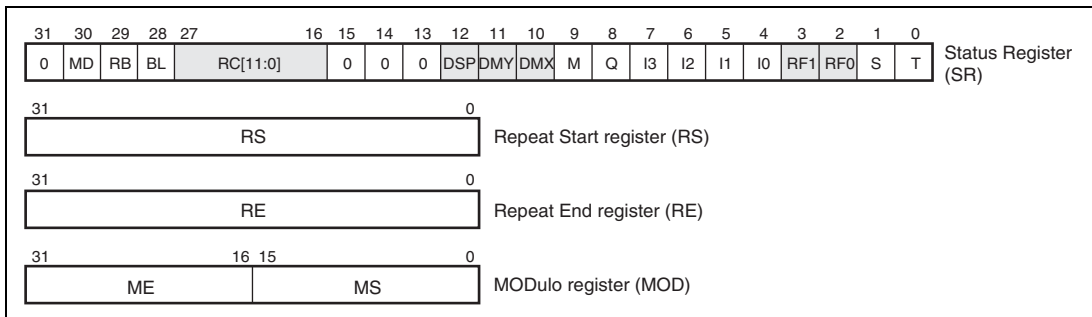 31 30 29 28 27 16 15 14 13 12 11 10 9 8 7 6 5 4 3 2 1 0
0 MD RB BL RC[11:0] 0 0 0 DSP DMY DMX M Q I3 I2 I1 I0 RF1 RF0 S T
Status Register
(SR)
31 0
RS
Repeat Start register (RS)
31 0
RE
Repeat End register (RE)
31 16 15 0
ME MS
MODulo register (MOD)